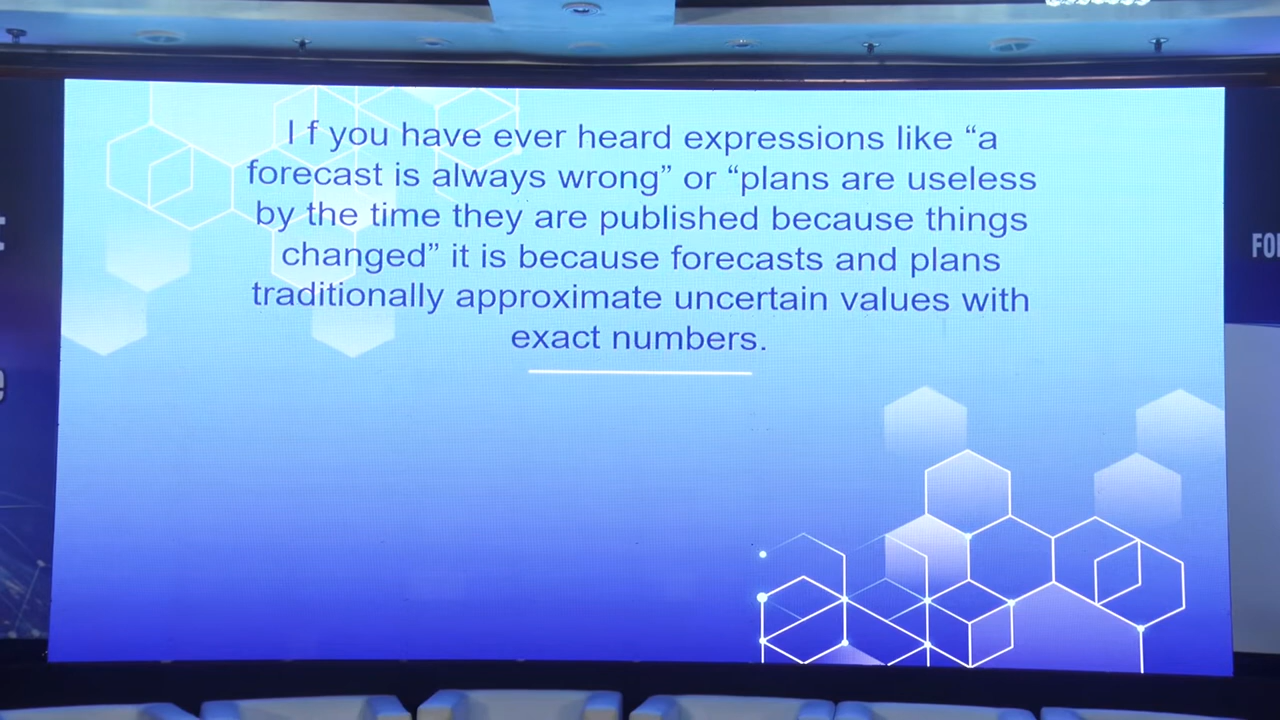 I f you have ever heard expressions like “a
forecast is always wrong” or “plans are useless
by the time they are published because things
changed” it is because forecasts and plans
traditionally approximate uncertain values with
exact numbers.